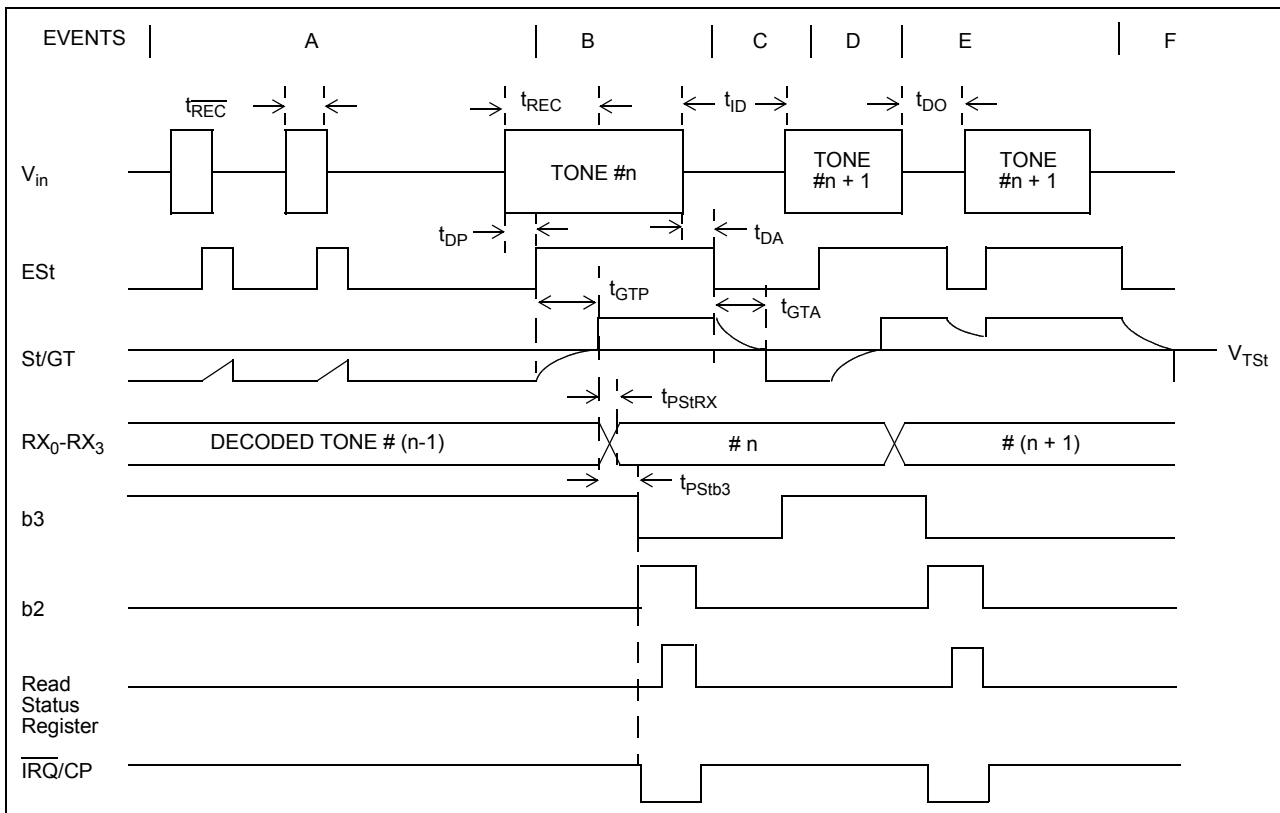 EVENTS A B C D E F
tREC tREC tID tDO
Vin TONE #n TONE #n + 1 TONE #n + 1
tDP tDA
ESt
tGTP tGTA
St/GT VTSt
tPStRX
RX0-RX3 DECODED TONE # (n-1) # n # (n + 1)
tPStb3
b3
b2
Read
Status
Register
IRQ/CP